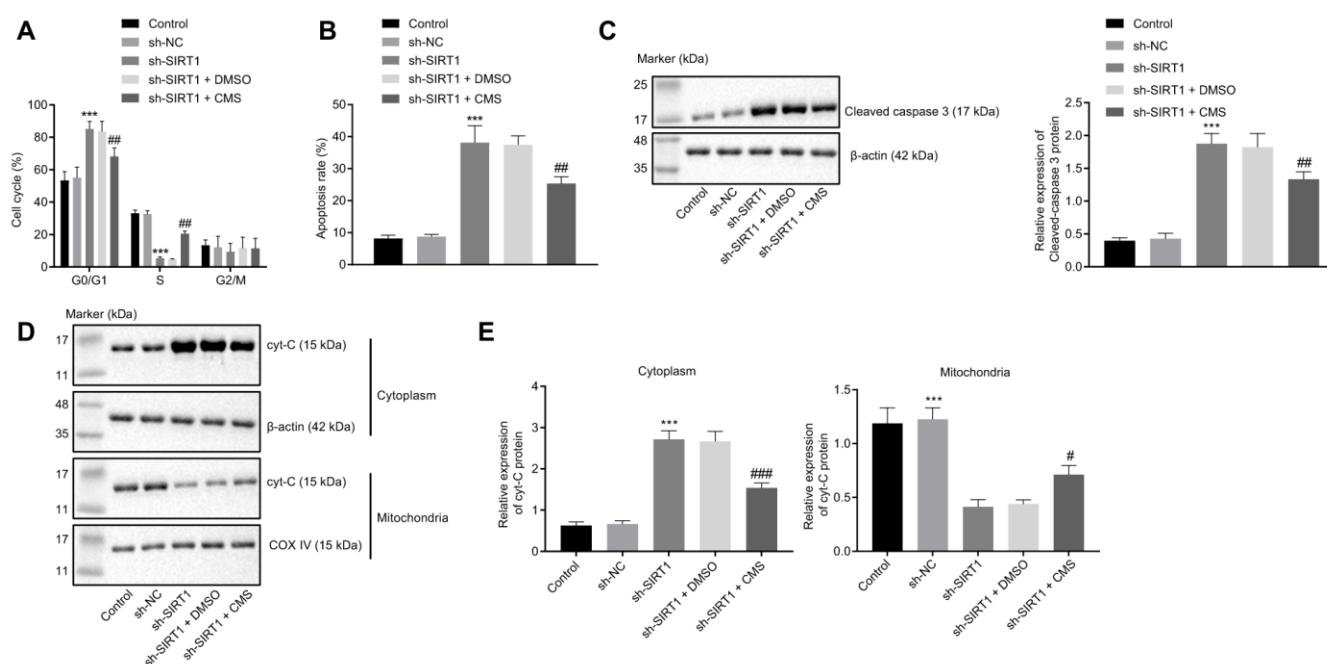 A
Control
sh-NC
sh-SIRT1
sh-SIRT1 + DMSO
sh-SIRT1 + CMS
Cell cycle (%)
100
80
60
40
20
0
***
##
***
##
G0/G1
S
G2/M
B
Control
sh-NC
sh-SIRT1
sh-SIRT1 + DMSO
sh-SIRT1 + CMS
Apoptosis rate (%)
50
40
30
20
10
0
***
##
C
Marker (kDa)
25
17
48
35
Cleaved caspase 3 (17 kDa)
β-actin (42 kDa)
Control
sh-NC
sh-SIRT1
sh-SIRT1 + DMSO
sh-SIRT1 + CMS
Control
sh-NC
sh-SIRT1
sh-SIRT1 + DMSO
sh-SIRT1 + CMS
Relative expression of
Cleaved-caspase 3 protein
2.5
2.0
1.5
1.0
0.5
0.0
***
##
D
Marker (kDa)
17
11
cyt-C (15 kDa)
48
35
β-actin (42 kDa)
Cytoplasm
17
11
cyt-C (15 kDa)
17
11
COX IV (15 kDa)
Mitochondria
Control
sh-NC
sh-SIRT1
sh-SIRT1 + DMSO
sh-SIRT1 + CMS
E
Cytoplasm
Relative expression
of cyt-C protein
4
3
2
1
0
***
###
Control
sh-NC
sh-SIRT1
sh-SIRT1 + DMSO
sh-SIRT1 + CMS
Mitochondria
Relative expression
of cyt-C protein
1.5
1.0
0.5
0.0
***
#
Control
sh-NC
sh-SIRT1
sh-SIRT1 + DMSO
sh-SIRT1 + CMS